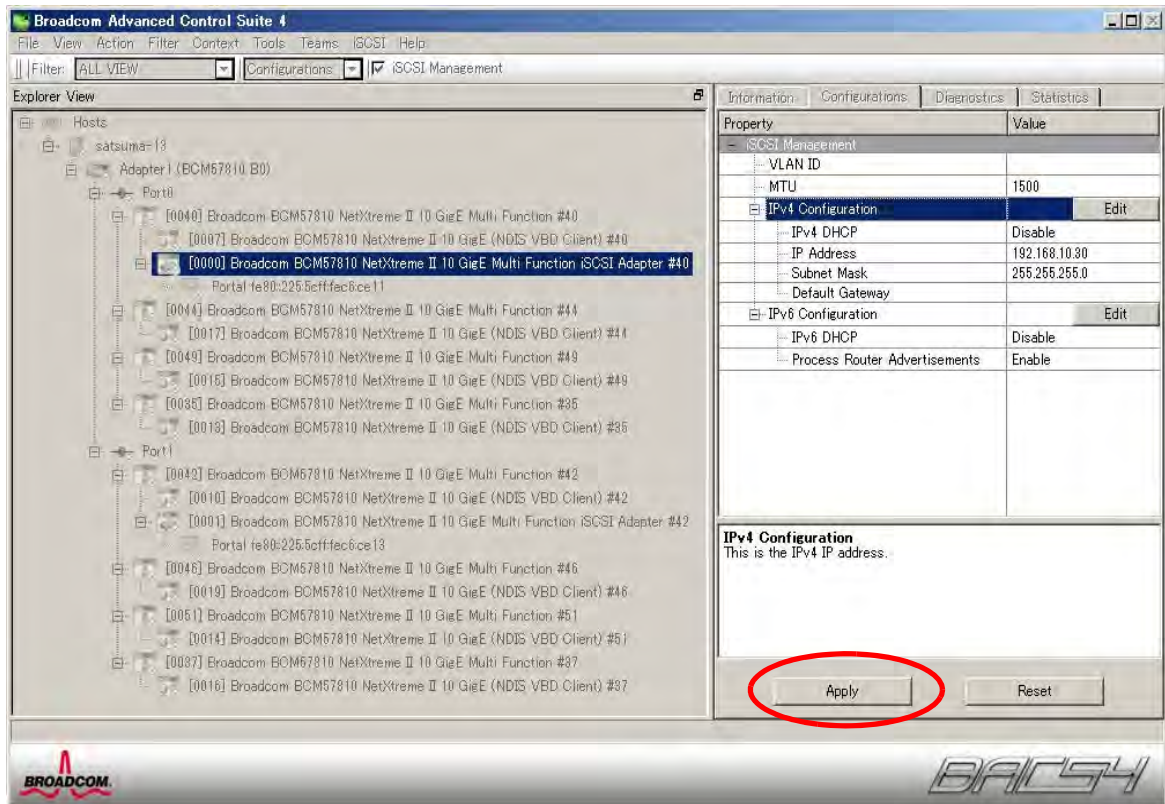 Broadcom Advanced Control Suite 4
File View Action Filter Context Tools Teams iSCSI Help
Filter: ALL VIEW Configurations iSCSI Management
Explorer View
Hosts
satsuma-13
Adapter1 (BCM57810 B0)
Port0
[0040] Broadcom BCM57810 NetXtreme II 10 GigE Multi Function #40
[0007] Broadcom BCM57810 NetXtreme II 10 GigE (NDIS VBD Client) #40
[0000] Broadcom BCM57810 NetXtreme II 10 GigE Multi Function iSCSI Adapter #40
Portal fe80::225:5cff:fec6:ce11
[0044] Broadcom BCM57810 NetXtreme II 10 GigE Multi Function #44
[0017] Broadcom BCM57810 NetXtreme II 10 GigE (NDIS VBD Client) #44
[0049] Broadcom BCM57810 NetXtreme II 10 GigE Multi Function #49
[0015] Broadcom BCM57810 NetXtreme II 10 GigE (NDIS VBD Client) #49
[0035] Broadcom BCM57810 NetXtreme II 10 GigE Multi Function #35
[0013] Broadcom BCM57810 NetXtreme II 10 GigE (NDIS VBD Client) #35
Port1
[0042] Broadcom BCM57810 NetXtreme II 10 GigE Multi Function #42
[0010] Broadcom BCM57810 NetXtreme II 10 GigE (NDIS VBD Client) #42
[0001] Broadcom BCM57810 NetXtreme II 10 GigE Multi Function iSCSI Adapter #42
Portal fe80::225:5cff:fec6:ce13
[0046] Broadcom BCM57810 NetXtreme II 10 GigE Multi Function #46
[0019] Broadcom BCM57810 NetXtreme II 10 GigE (NDIS VBD Client) #46
[0051] Broadcom BCM57810 NetXtreme II 10 GigE Multi Function #51
[0014] Broadcom BCM57810 NetXtreme II 10 GigE (NDIS VBD Client) #51
[0037] Broadcom BCM57810 NetXtreme II 10 GigE Multi Function #37
[0016] Broadcom BCM57810 NetXtreme II 10 GigE (NDIS VBD Client) #37
Information Configurations Diagnostics Statistics
Property Value
iSCSI Management
VLAN ID
MTU 1500
IPv4 Configuration Edit
IPv4 DHCP Disable
IP Address 192.168.10.30
Subnet Mask 255.255.255.0
Default Gateway
IPv6 Configuration Edit
IPv6 DHCP Disable
Process Router Advertisements Enable
IPv4 Configuration
This is the IPv4 IP address.
Apply Reset
BROADCOM. BACS4